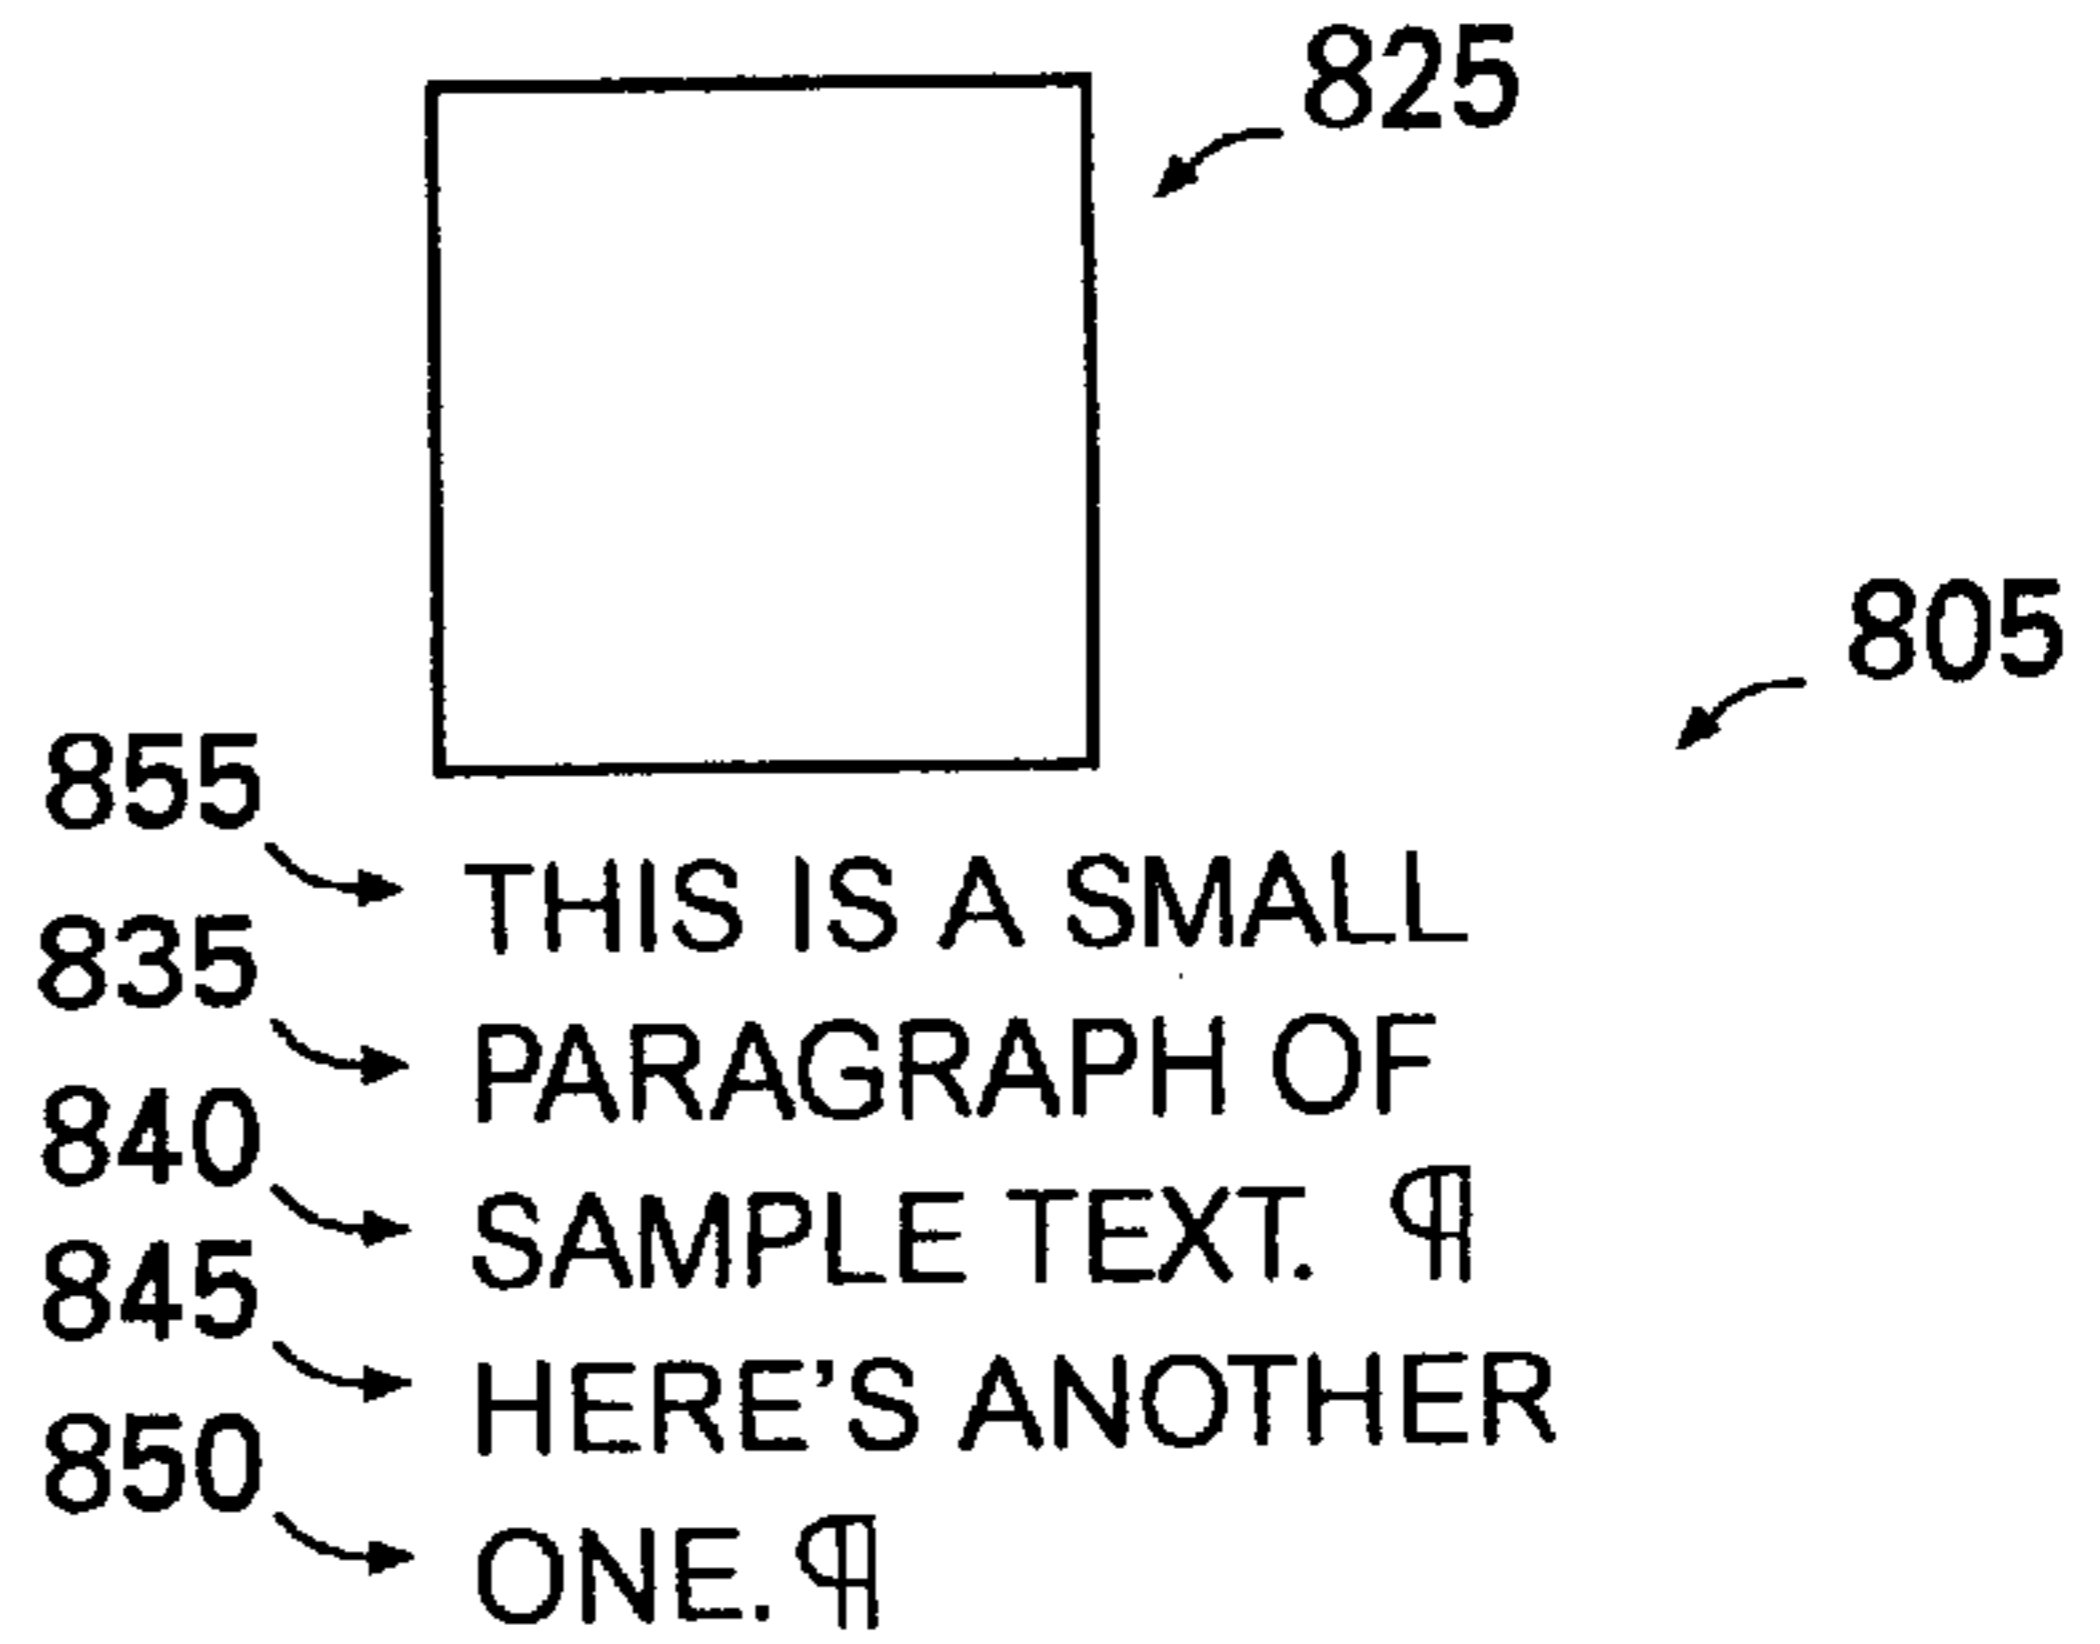 825
805
855
THIS IS A SMALL
835
PARAGRAPH OF
840
SAMPLE TEXT. ¶
845
HERE'S ANOTHER
850
ONE. ¶